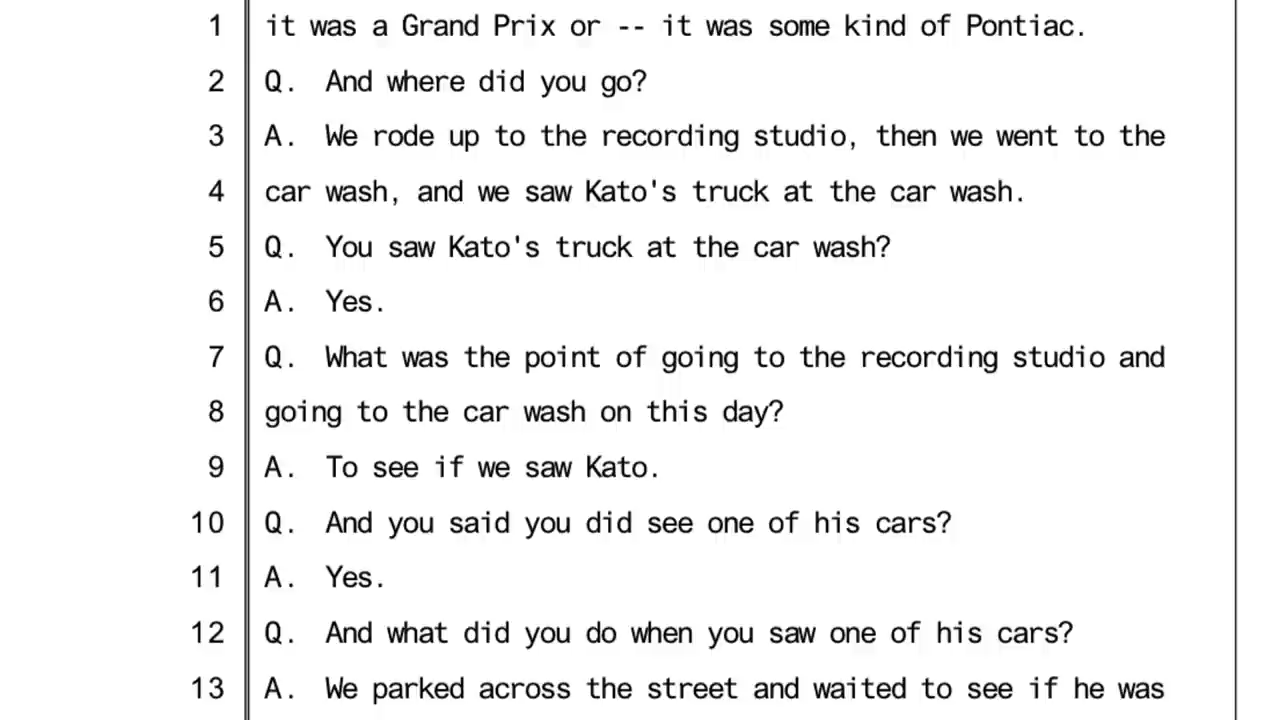 1 it was a Grand Prix or -- it was some kind of Pontiac.
2 Q. And where did you go?
3 A. We rode up to the recording studio, then we went to the
4 car wash, and we saw Kato's truck at the car wash.
5 Q. You saw Kato's truck at the car wash?
6 A. Yes.
7 Q. What was the point of going to the recording studio and
8 going to the car wash on this day?
9 A. To see if we saw Kato.
10 Q. And you said you did see one of his cars?
11 A. Yes.
12 Q. And what did you do when you saw one of his cars?
13 A. We parked across the street and waited to see if he was